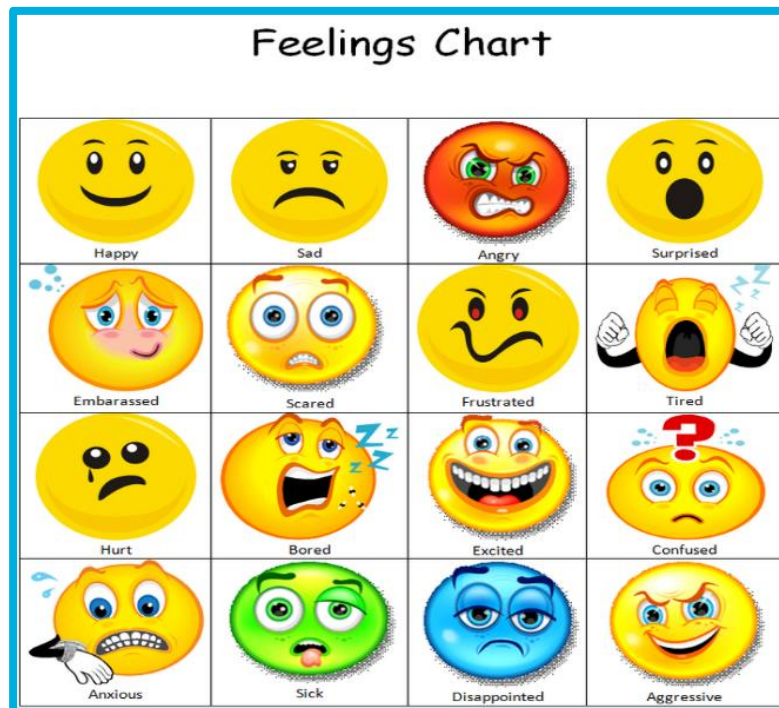 Feelings Chart
Happy Sad Angry Surprised
Embarassed Scared Frustrated Tired
Hurt Bored Excited Confused
Anxious Sick Disappointed Aggressive